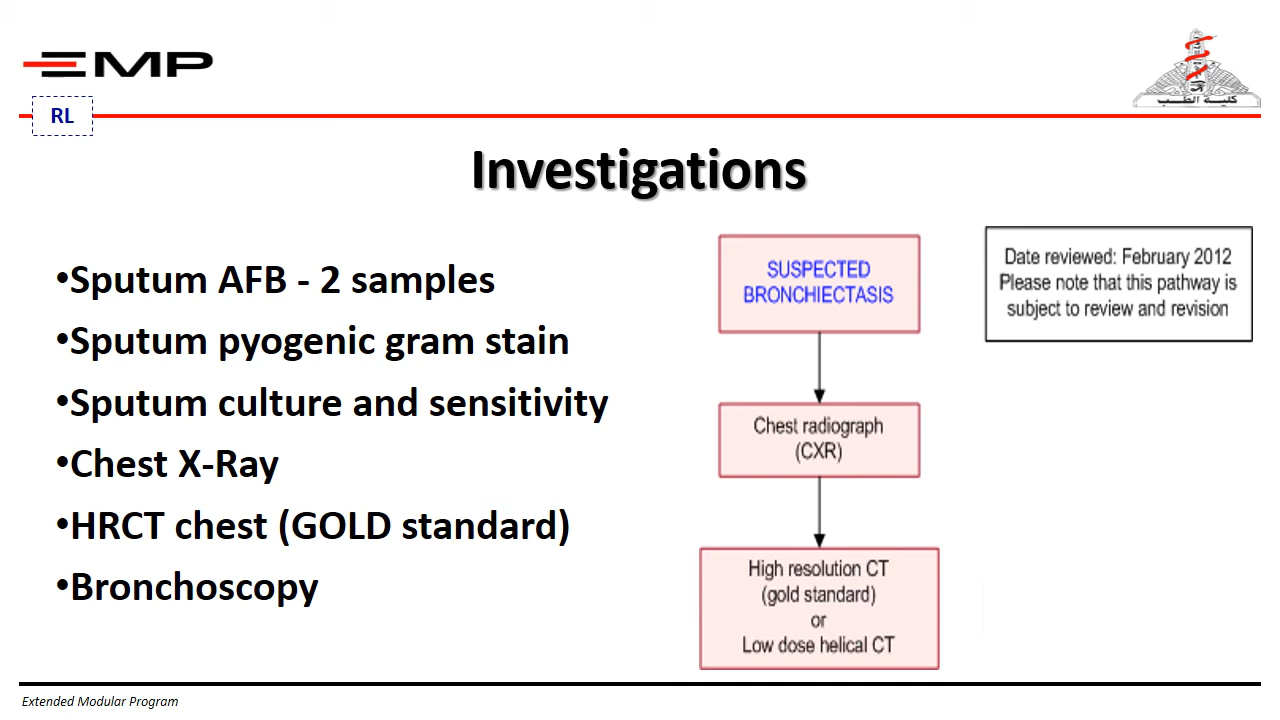 EMP
كلية الطب
RL
Investigations
•Sputum AFB - 2 samples
•Sputum pyogenic gram stain
•Sputum culture and sensitivity
•Chest X-Ray
•HRCT chest (GOLD standard)
•Bronchoscopy
SUSPECTED
BRONCHIECTASIS
Chest radiograph
(CXR)
High resolution CT
(gold standard)
or
Low dose helical CT
Date reviewed: February 2012
Please note that this pathway is
subject to review and revision
Extended Modular Program